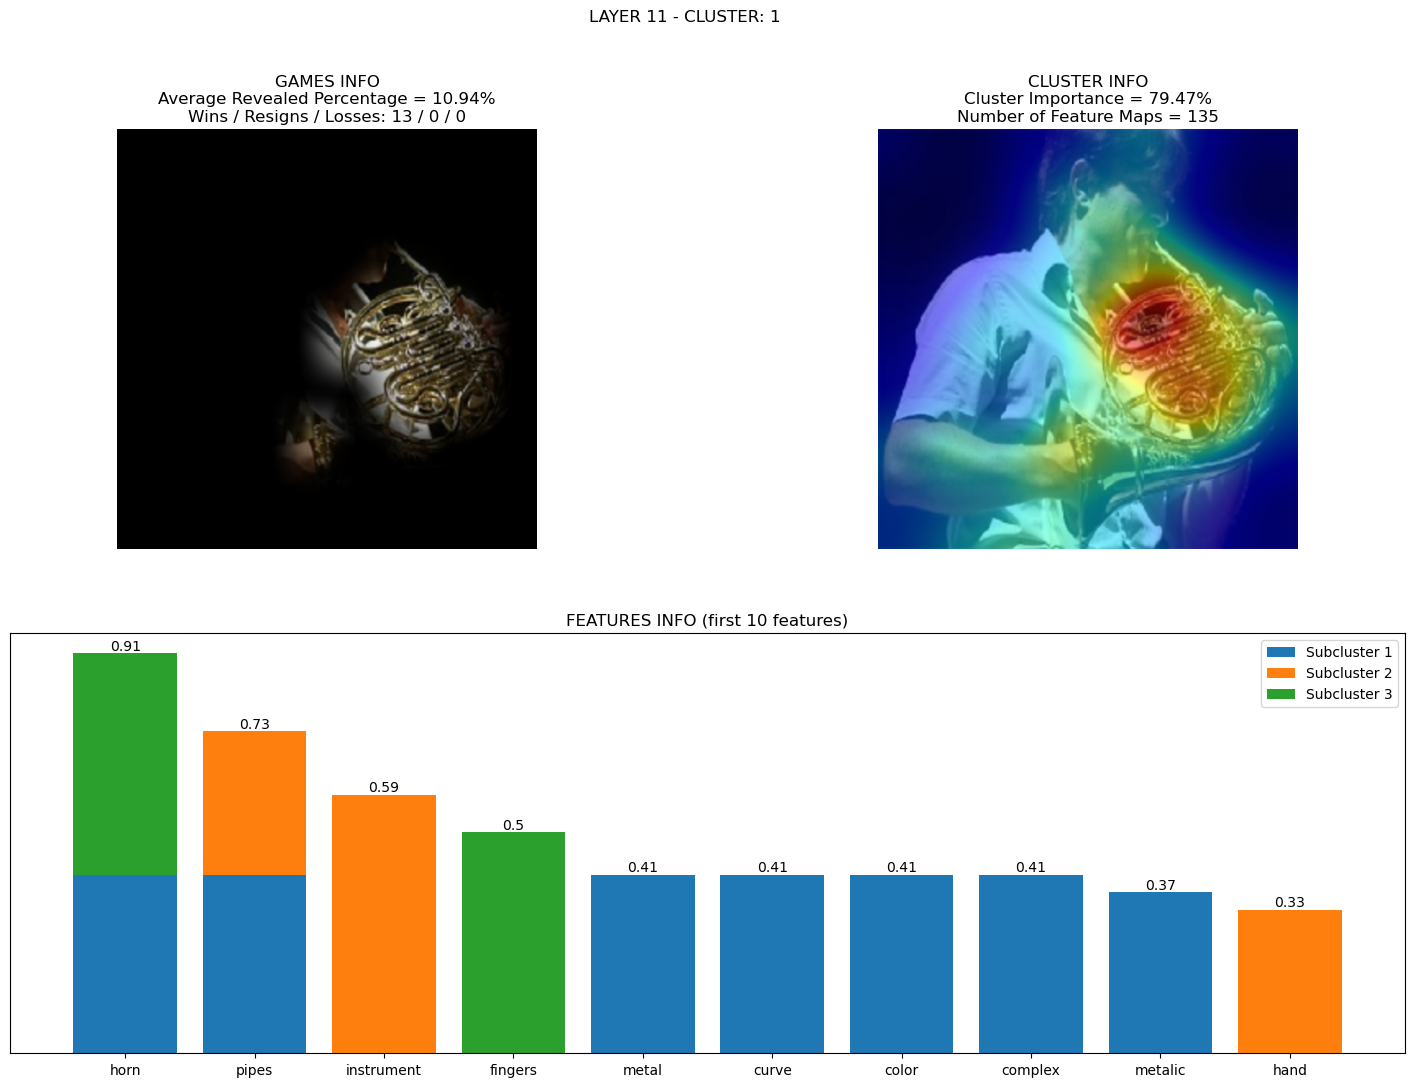 LAYER 11 - CLUSTER: 1
GAMES INFO
Average Revealed Percentage = 10.94%
Wins / Resigns / Losses: 13 / 0 / 0
CLUSTER INFO
Cluster Importance = 79.47%
Number of Feature Maps = 135
FEATURES INFO (first 10 features)
Subcluster 1
Subcluster 2
Subcluster 3
0.91
0.73
0.59
0.5
0.41
0.41
0.41
0.41
0.37
0.33
horn
pipes
instrument
fingers
metal
curve
color
complex
metalic
hand